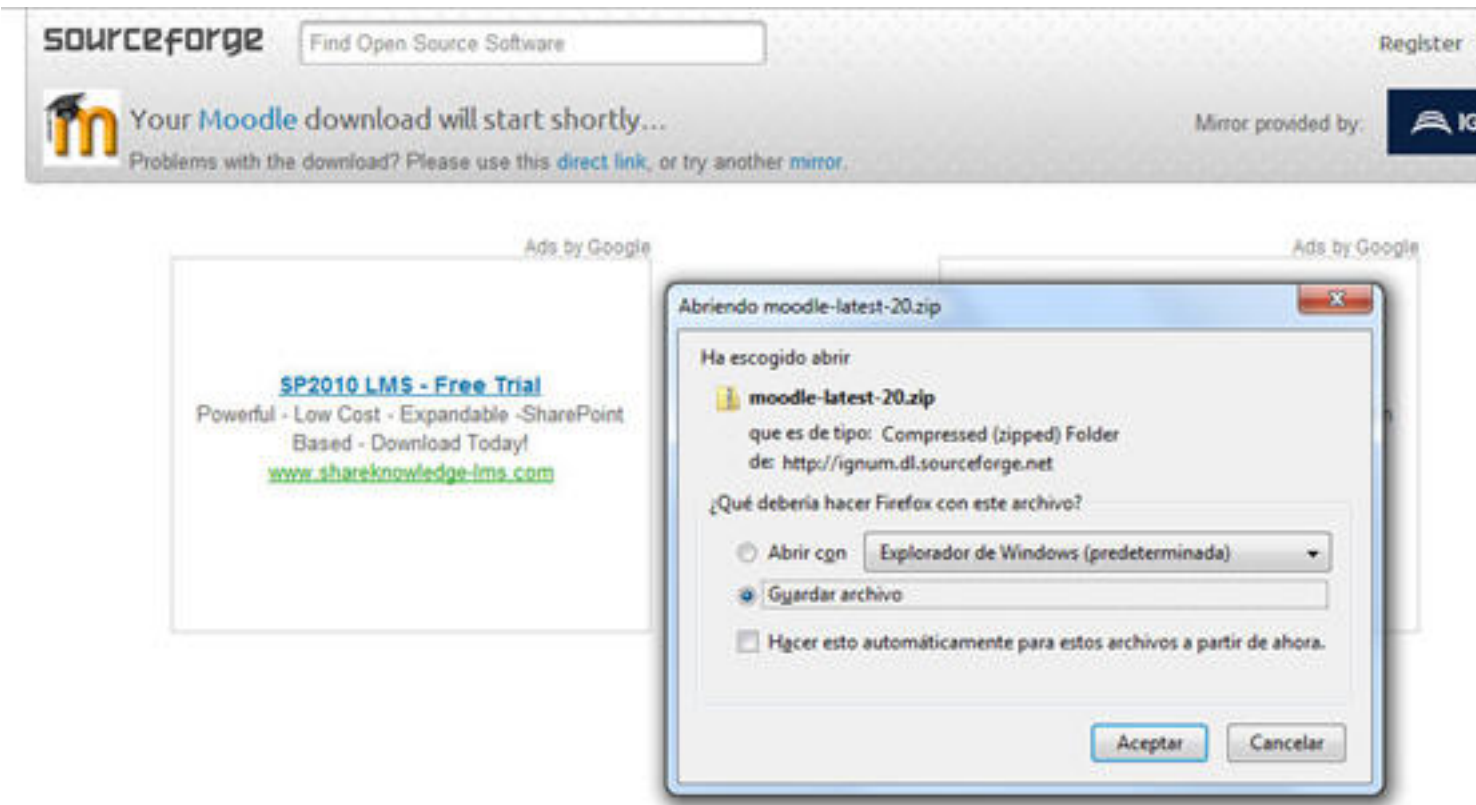 sourceforge
Find Open Source Software
Register
Your Moodle download will start shortly...
Mirror provided by:
IG
Problems with the download? Please use this direct link, or try another mirror.
Ads by Google
Ads by Google
SP2010 LMS - Free Trial
Powerful - Low Cost - Expandable -SharePoint
Based - Download Today!
www.shareknowledge-lms.com
Abriendo moodle-latest-20.zip
Ha escogido abrir
moodle-latest-20.zip
que es de tipo: Compressed (zipped) Folder
de: http://ignum.dl.sourceforge.net
¿Qué debería hacer Firefox con este archivo?
Abrir con
Explorador de Windows (predeterminada)
Guardar archivo
Hacer esto automáticamente para estos archivos a partir de ahora.
Aceptar
Cancelar